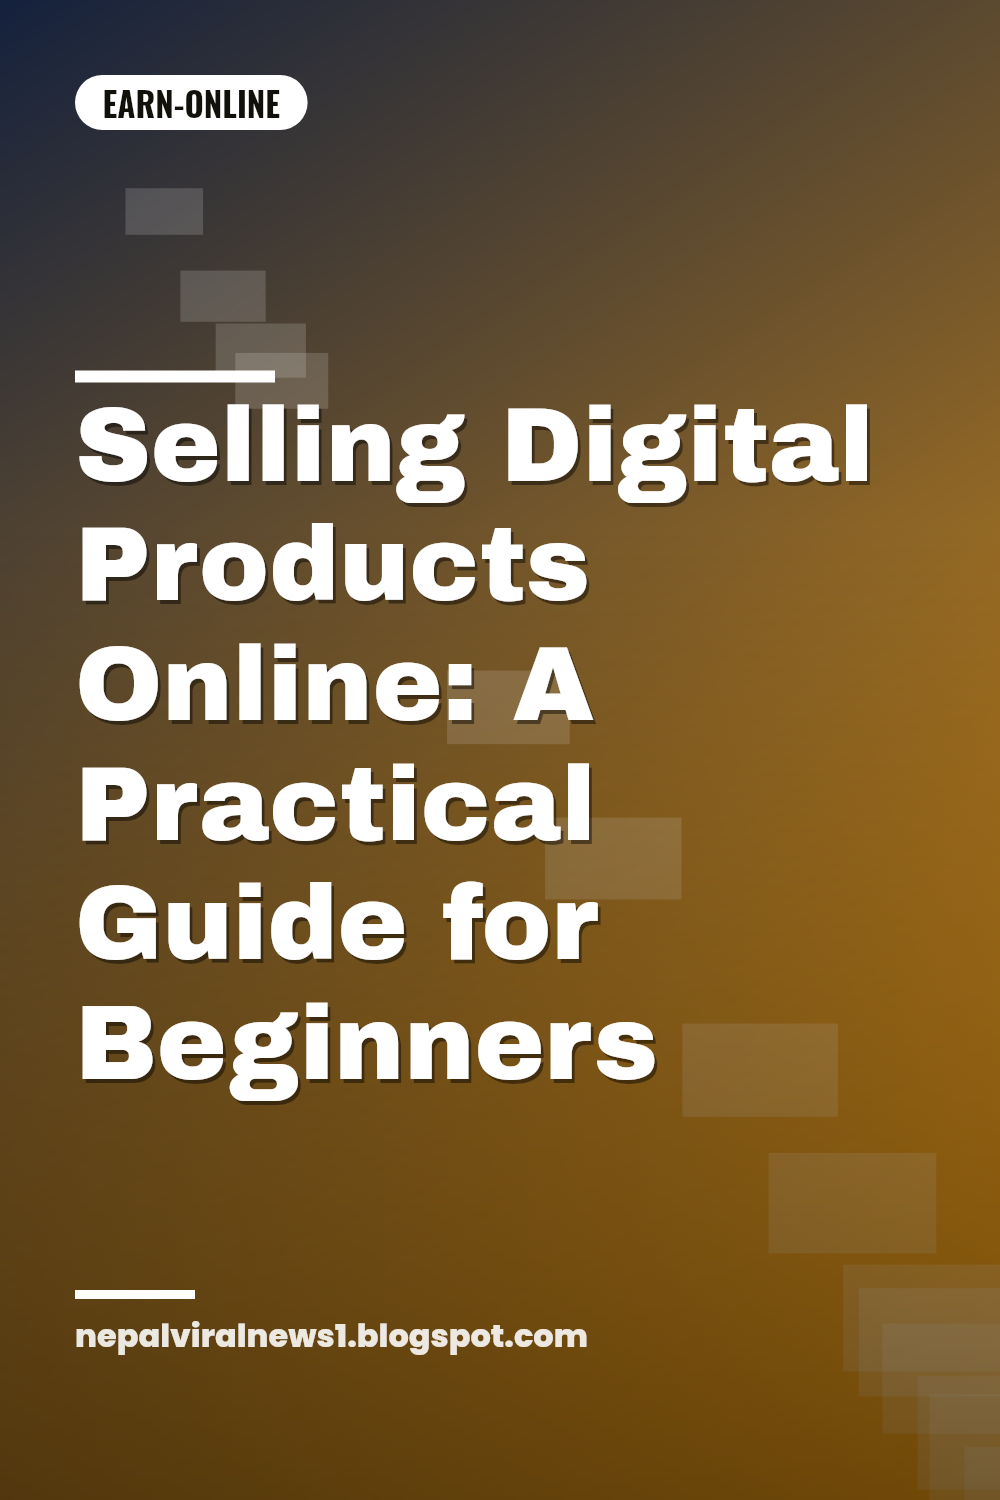 EARN-ONLINE
Selling Digital
Products
Online: A
Practical
Guide for
Beginners
nepalviralnews1.blogspot.com